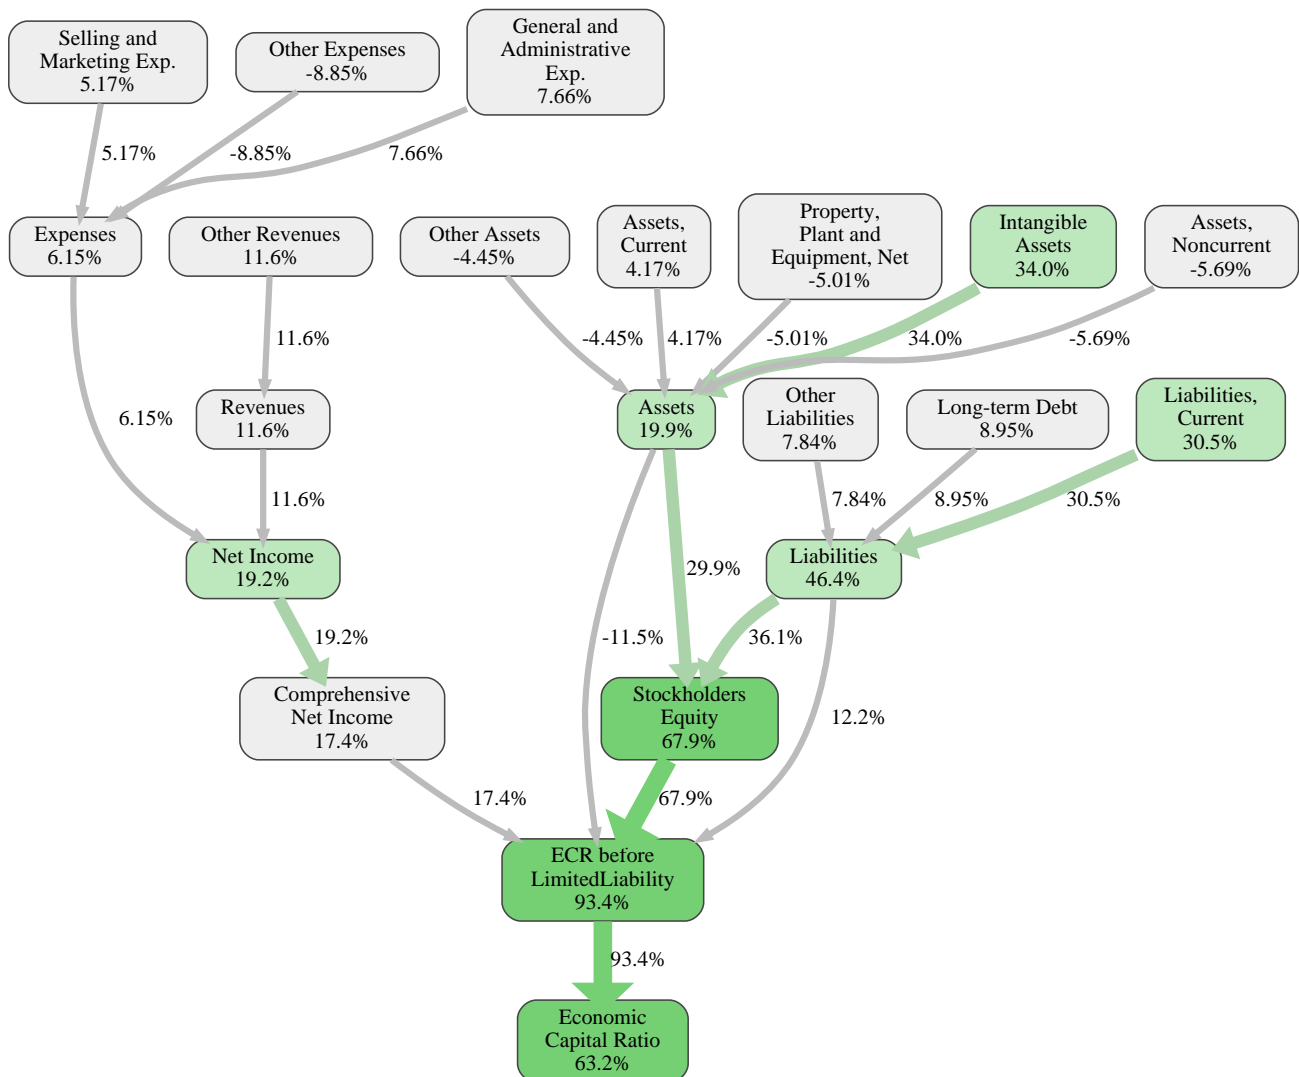 Selling and
Marketing Exp.
5.17%
Other Expenses
-8.85%
General and
Administrative
Exp.
7.66%
5.17%
-8.85%
7.66%
Expenses
6.15%
Other Revenues
11.6%
Other Assets
-4.45%
Assets,
Current
4.17%
Property,
Plant and
Equipment, Net
-5.01%
Intangible
Assets
34.0%
Assets,
Noncurrent
-5.69%
11.6%
-4.45%
4.17%
-5.01%
34.0%
-5.69%
6.15%
Revenues
11.6%
Assets
19.9%
Other
Liabilities
7.84%
Long-term Debt
8.95%
Liabilities,
Current
30.5%
11.6%
7.84%
8.95%
30.5%
Net Income
19.2%
29.9%
Liabilities
46.4%
19.2%
-11.5%
36.1%
Comprehensive
Net Income
17.4%
Stockholders
Equity
67.9%
12.2%
17.4%
67.9%
ECR before
LimitedLiability
93.4%
93.4%
Economic
Capital Ratio
63.2%